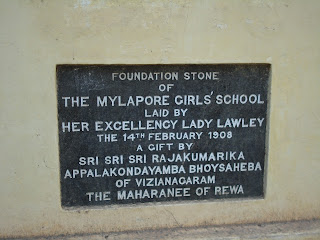 FOUNDATION STONE
OF
THE MYLAPORE GIRLS' SCHOOL
LAID BY
HER EXCELLENCY LADY LAWLEY
THE 14TH FEBRUARY 1908
A GIFT BY
SRI SRI SRI RAJAKUMARIKA
APPALAKONDAYAMBA BHOYSAHEBA
OF VIZIANAGARAM
THE MAHARANEE OF REWA